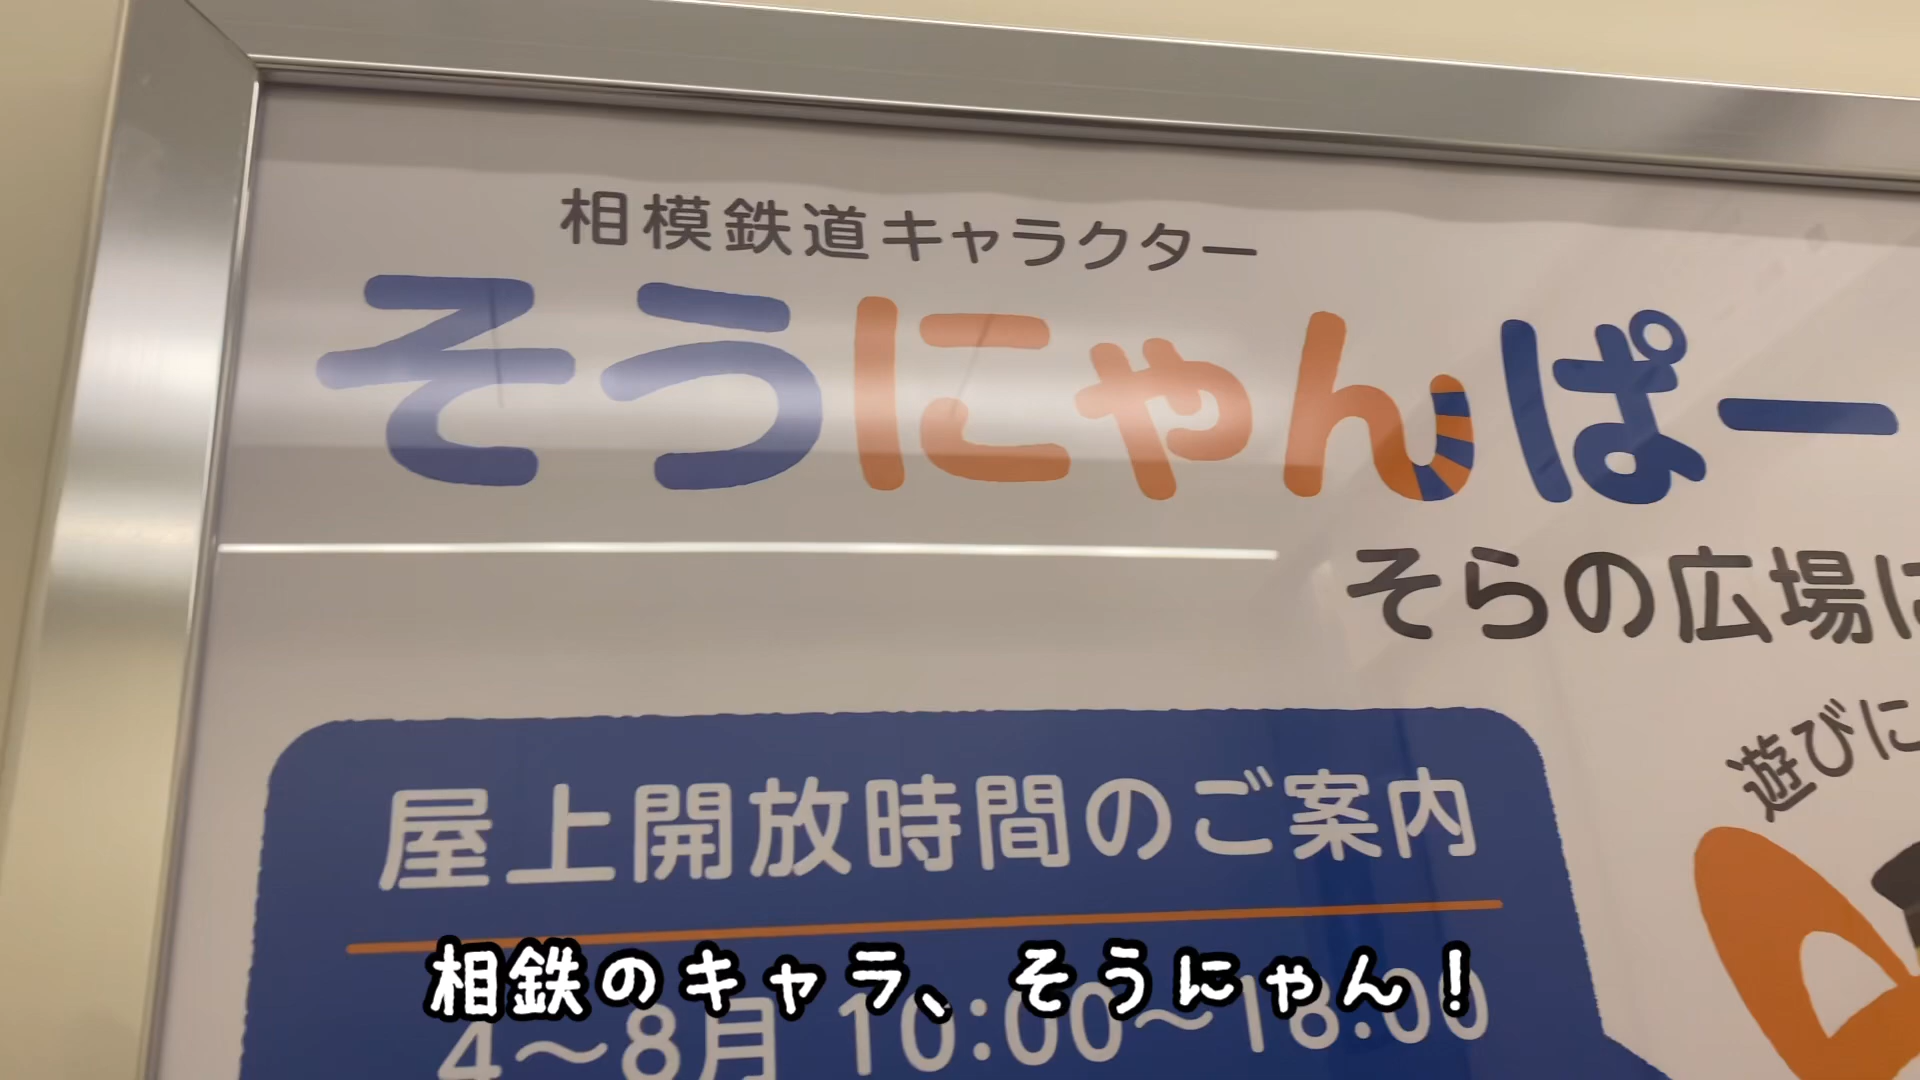 相模鉄道キャラクター
そうにゃんぱー
そらの広場に
遊びに
屋上開放時間のご案内
4〜8月 10:00〜18:00
相鉄のキャラ、そうにゃん！